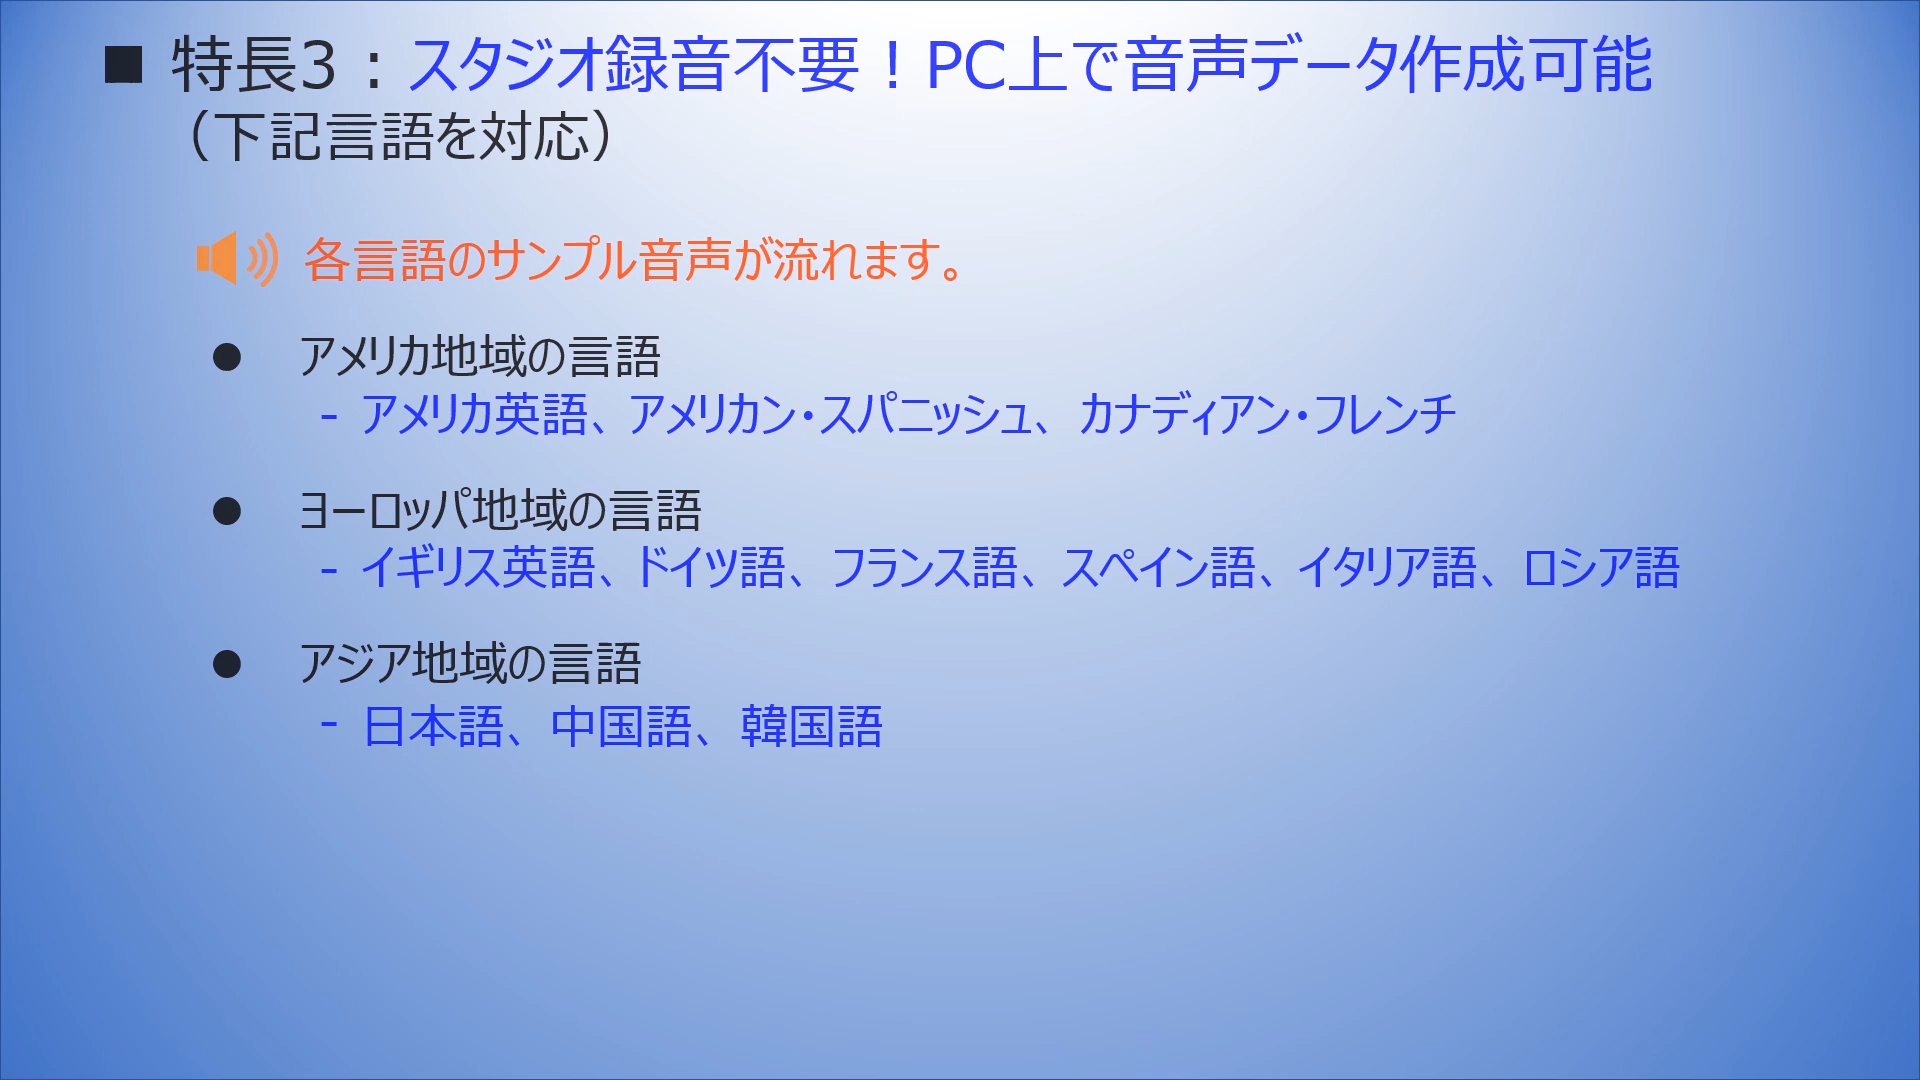 ■ 特長3：スタジオ録音不要！PC上で音声データ作成可能
（下記言語を対応）
各言語のサンプル音声が流れます。
● アメリカ地域の言語
- アメリカ英語、アメリカン・スパニッシュ、カナディアン・フレンチ
● ヨーロッパ地域の言語
- イギリス英語、ドイツ語、フランス語、スペイン語、イタリア語、ロシア語
● アジア地域の言語
- 日本語、中国語、韓国語